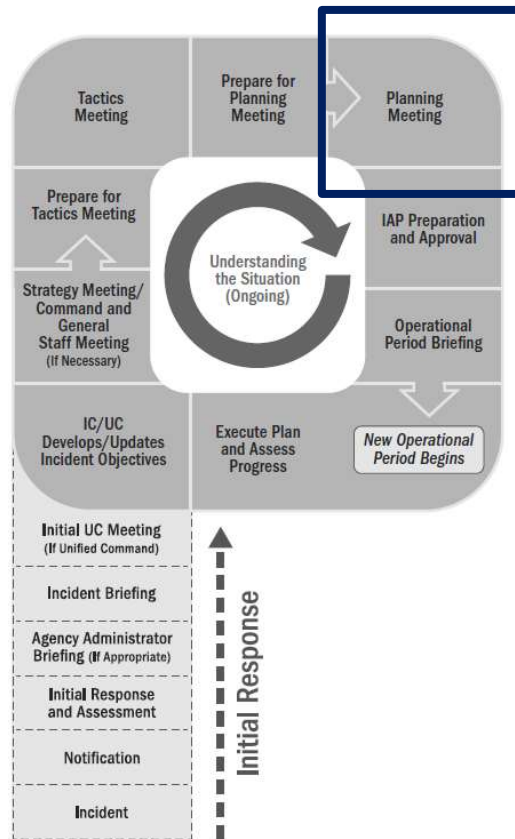 Tactics
Meeting
Prepare for
Planning
Meeting
Planning
Meeting
Prepare for
Tactics Meeting
IAP Preparation
and Approval
Understanding
the Situation
(Ongoing)
Strategy Meeting/
Command and
General
Staff Meeting
(If Necessary)
Operational
Period Briefing
IC/UC
Develops/Updates
Incident Objectives
Execute Plan
and Assess
Progress
New Operational
Period Begins
Initial UC Meeting
(If Unified Command)
Incident Briefing
Agency Administrator
Briefing (If Appropriate)
Initial Response
and Assessment
Notification
Incident
Initial Response